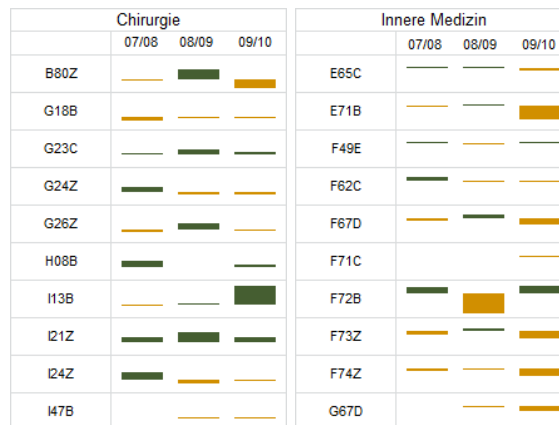 Chirurgie
07/08 08/09 09/10
B80Z
G18B
G23C
G24Z
G26Z
H08B
I13B
I21Z
I24Z
I47B
Innere Medizin
07/08 08/09 09/10
E65C
E71B
F49E
F62C
F67D
F71C
F72B
F73Z
F74Z
G67D